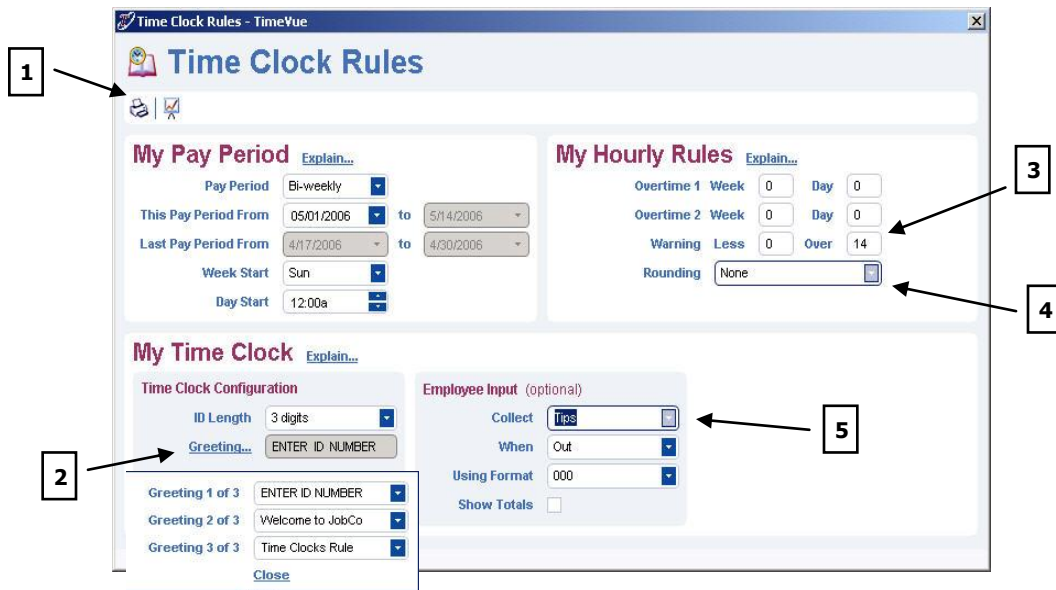 Time Clock Rules - TimeVue
1
Time Clock Rules
My Pay Period Explain...
Pay Period Bi-weekly
This Pay Period From 05/01/2006 to 5/14/2006
Last Pay Period From 4/17/2006 to 4/30/2006
Week Start Sun
Day Start 12:00a
My Hourly Rules Explain...
Overtime 1 Week 0 Day 0
Overtime 2 Week 0 Day 0
Warning Less 0 Over 14
Rounding None
3
4
My Time Clock Explain...
Time Clock Configuration
ID Length 3 digits
Greeting... ENTER ID NUMBER
2
Greeting 1 of 3 ENTER ID NUMBER
Greeting 2 of 3 Welcome to JobCo
Greeting 3 of 3 Time Clocks Rule
Close
Employee Input (optional)
Collect Tips
When Out
Using Format 000
Show Totals
5